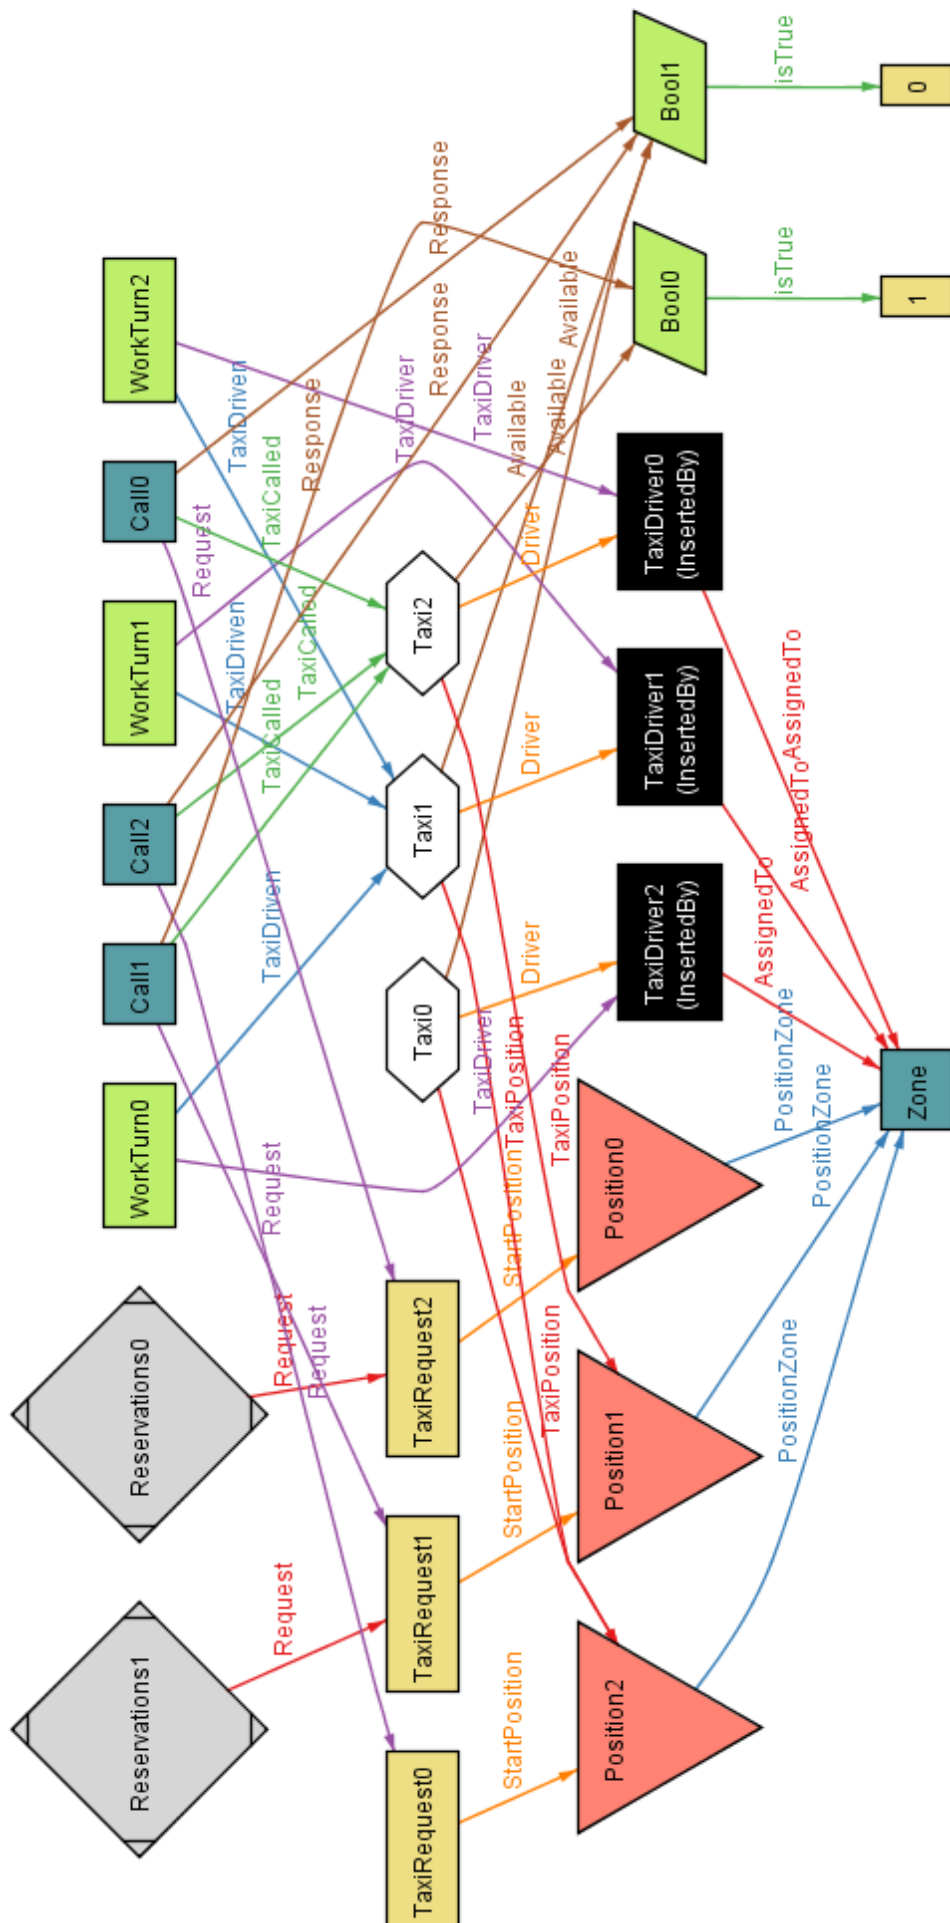 Reservations1
Reservations0
WorkTurn0
Call1
Call2
WorkTurn1
Call0
WorkTurn2
Request
TaxiDriven
TaxiDriven
Request
Request
Request
TaxiDriven
TaxiCalled
TaxiCalled
Request
TaxiCalled
Response
TaxiDriver
Response
Response
TaxiRequest0
TaxiRequest1
TaxiRequest2
Taxi0
Taxi1
Taxi2
TaxiDriver
TaxiDriver
StartPosition
StartPosition
StartPosition
TaxiPosition
Available
Driver
Driver
Driver
TaxiPosition
TaxiPosition
Available
Available
Position2
Position1
Position0
TaxiDriver2
(InsertedBy)
TaxiDriver1
(InsertedBy)
TaxiDriver0
(InsertedBy)
Bool0
Bool1
PositionZone
PositionZone
PositionZone
AssignedTo
AssignedTo
AssignedTo
isTrue
isTrue
Zone
1
0